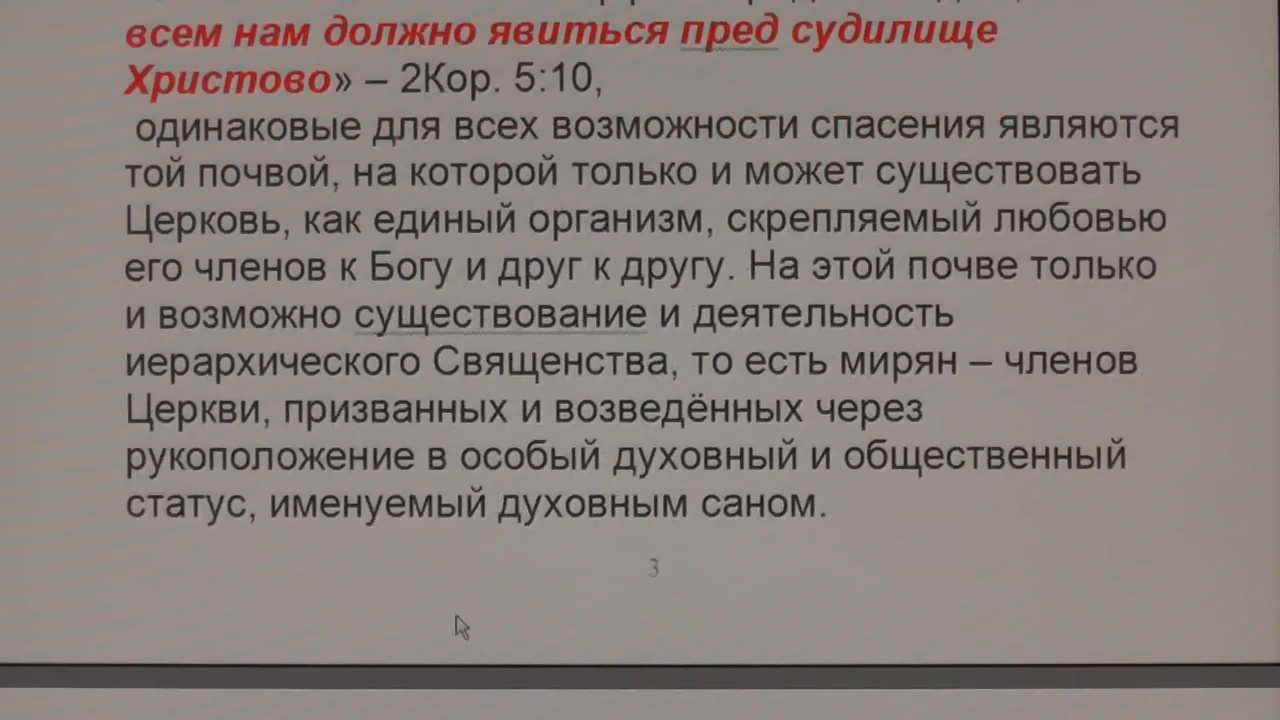 всем нам должно явиться пред судилище
Христово» – 2Кор. 5:10,
одинаковые для всех возможности спасения являются
той почвой, на которой только и может существовать
Церковь, как единый организм, скрепляемый любовью
его членов к Богу и друг к другу. На этой почве только
и возможно существование и деятельность
иерархического Священства, то есть мирян – членов
Церкви, призванных и возведённых через
рукоположение в особый духовный и общественный
статус, именуемый духовным саном.
3